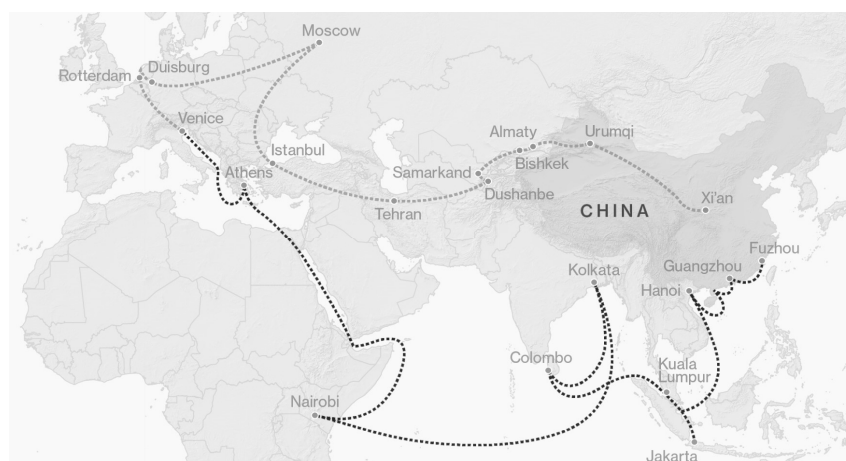 Moscow
Rotterdam
Duisburg
Venice
Istanbul
Athens
Tehran
Samarkand
Dushanbe
Almaty
Bishkek
Urumqi
Xi'an
CHINA
Fuzhou
Guangzhou
Hanoi
Kolkata
Colombo
Kuala
Lumpur
Nairobi
Jakarta